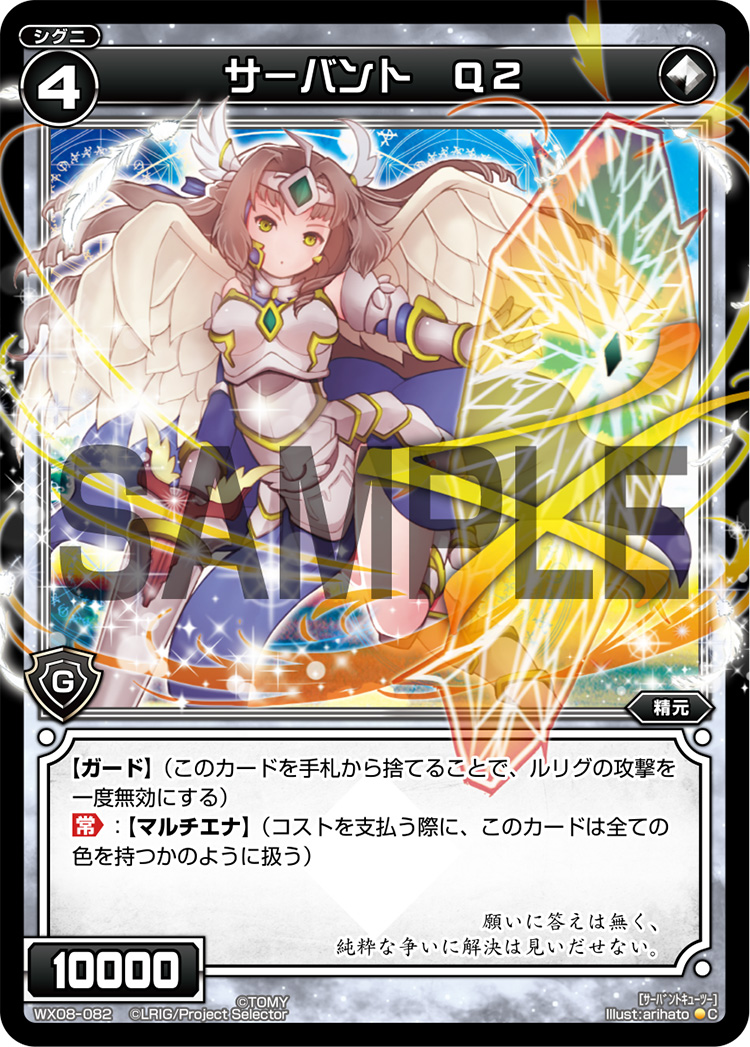 シグニ
4
サーバント Q2
SAMPLE
G
精元
【ガード】（このカードを手札から捨てることで、ルリグの攻撃を
一度無効にする）
常：【マルチエナ】（コストを支払う際に、このカードは全ての
色を持つかのように扱う）
願いに答えは無く、
純粋な争いに解決は見いだせない。
10000
WX08-082 ©LRIG/Project Selector ©TOMY
[サーバントキューツー]
Illust:arihato C